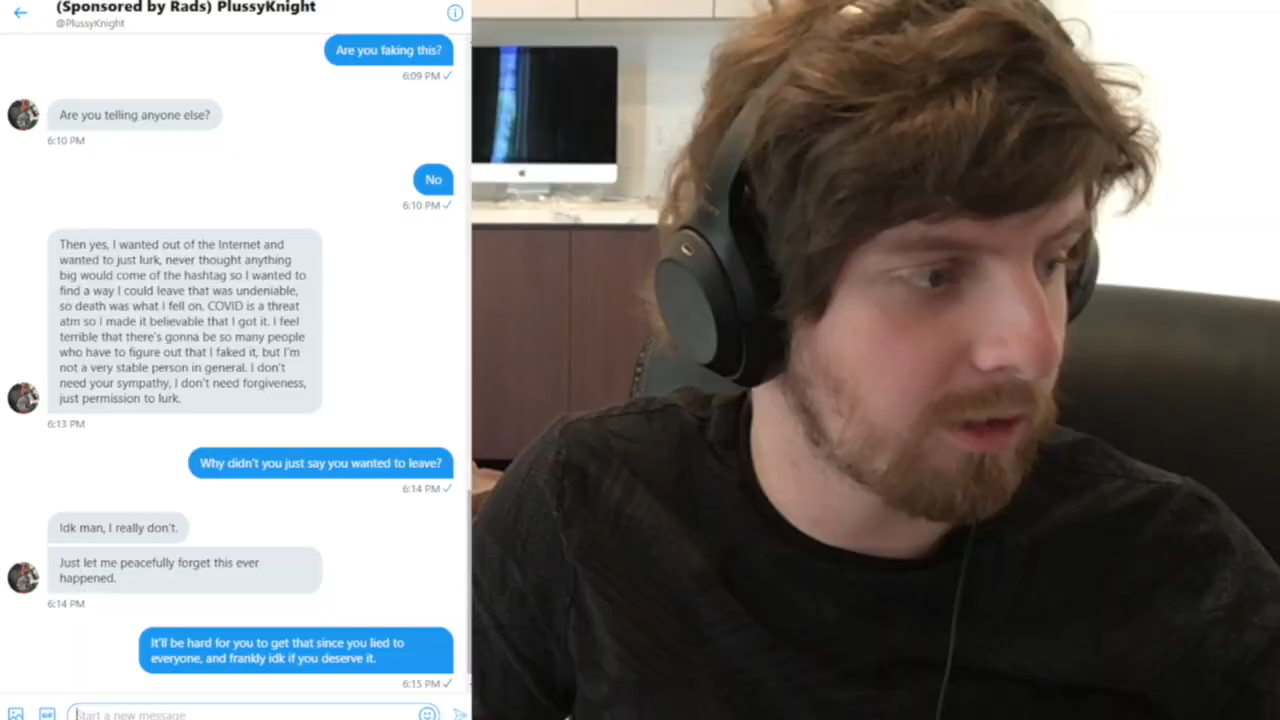 (Sponsored by Rads) PlussyKnight
@PlussyKnight
Are you faking this?
6:09 PM
Are you telling anyone else?
6:10 PM
No
6:10 PM
Then yes, I wanted out of the Internet and
wanted to just lurk, never thought anything
big would come of the hashtag so I wanted to
find a way I could leave that was undeniable,
so death was what I fell on. COVID is a threat
atm so I made it believable that I got it. I feel
terrible that there's gonna be so many people
who have to figure out that I faked it, but I'm
not a very stable person in general. I don't
need your sympathy, I don't need forgiveness,
just permission to lurk.
6:13 PM
Why didn't you just say you wanted to leave?
6:14 PM
Idk man, I really don't.
Just let me peacefully forget this ever
happened.
6:14 PM
It'll be hard for you to get that since you lied to
everyone, and frankly idk if you deserve it.
6:15 PM
GIF
Start a new message